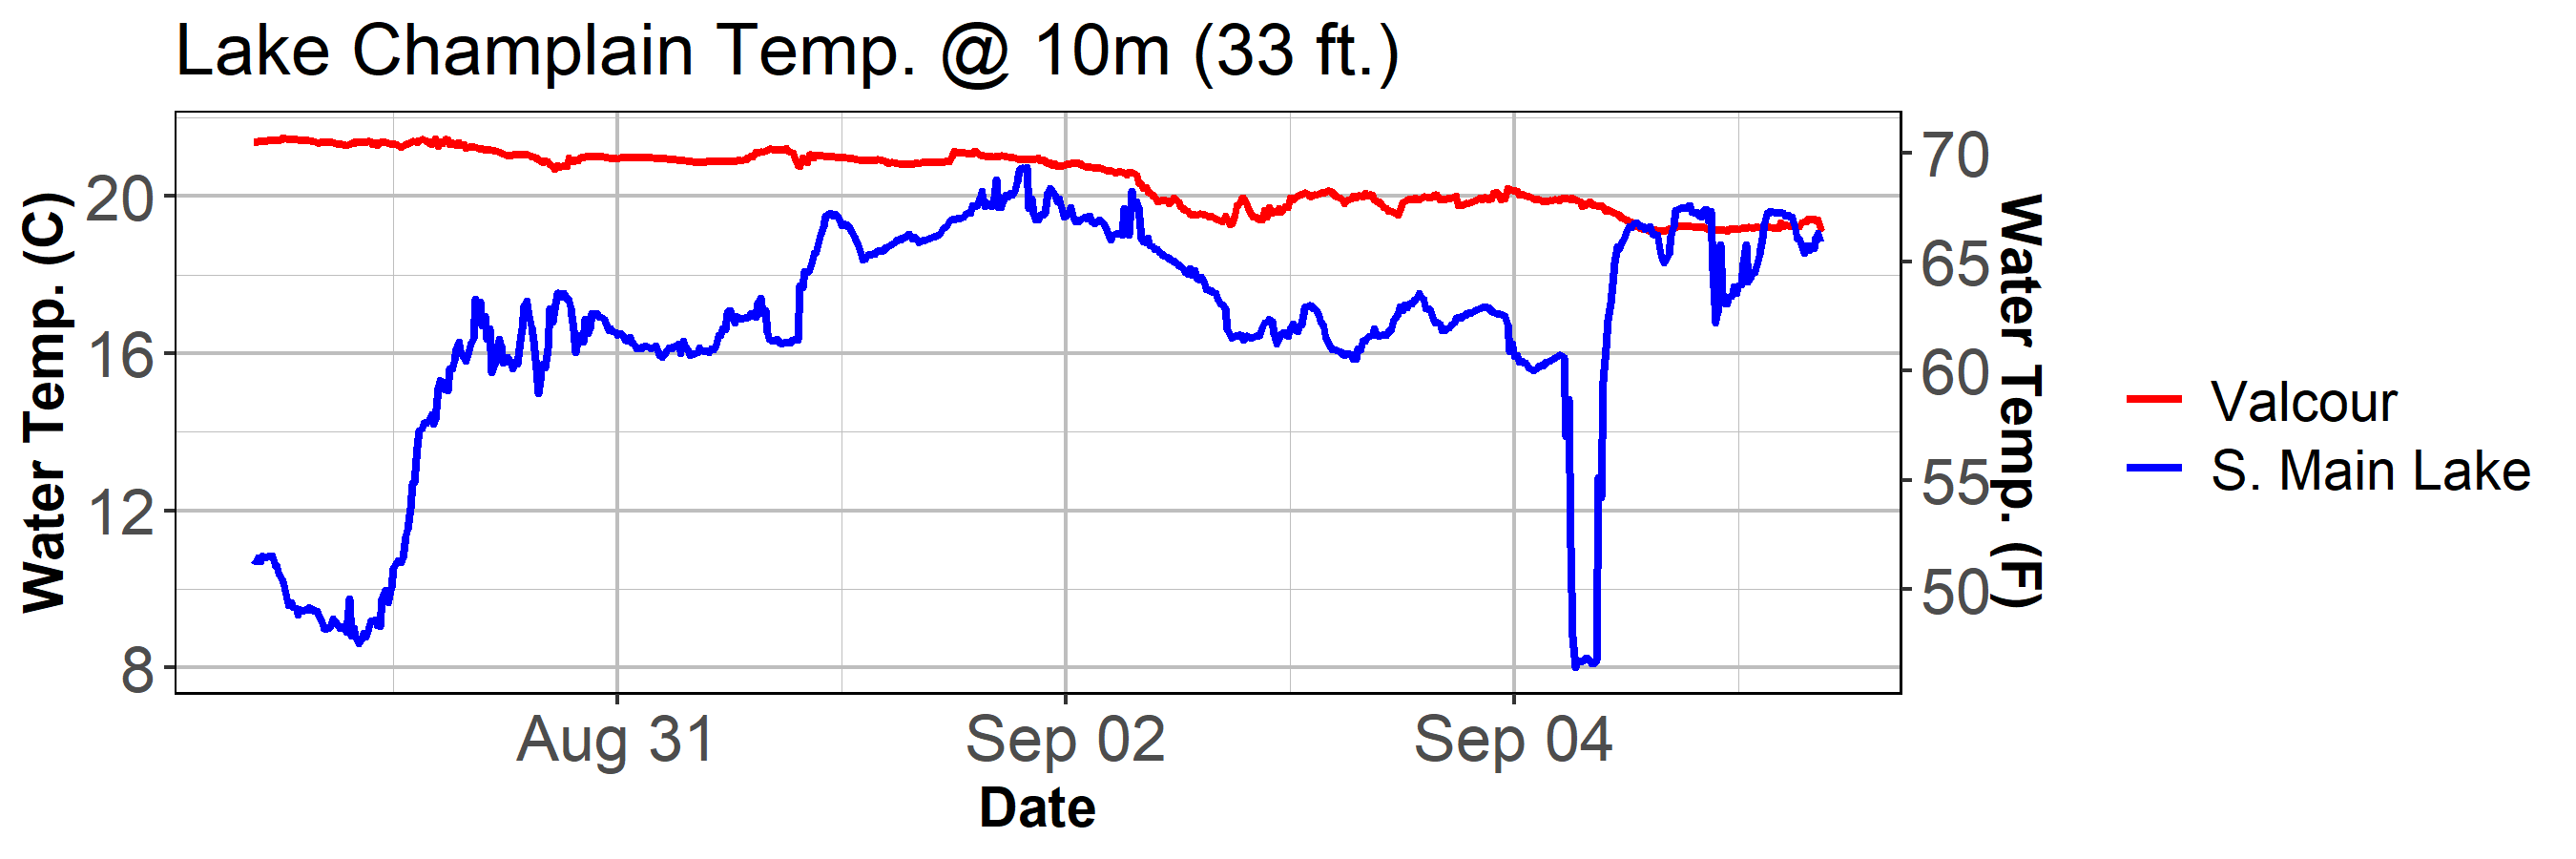 Lake Champlain Temp. @ 10m (33 ft.)
Water Temp. (C)
20
16
12
8
70
65
60
55
50
Water Temp. (F)
Aug 31
Sep 02
Sep 04
Date
Valcour
S. Main Lake